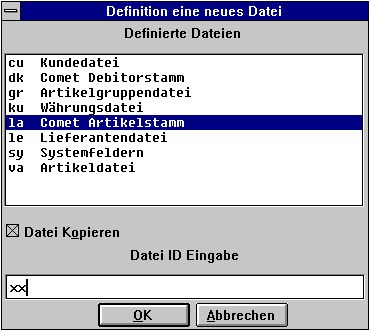 Definition eine neues Datei
Definierte Dateien
cu Kundedatei
dk Comet Debitorstamm
gr Artikelgruppendatei
ku Währungsdatei
la Comet Artikelstamm
le Lieferantendatei
sy Systemfeldern
va Artikeldatei
Datei Kopieren
Datei ID Eingabe
xx
OK Abbrechen